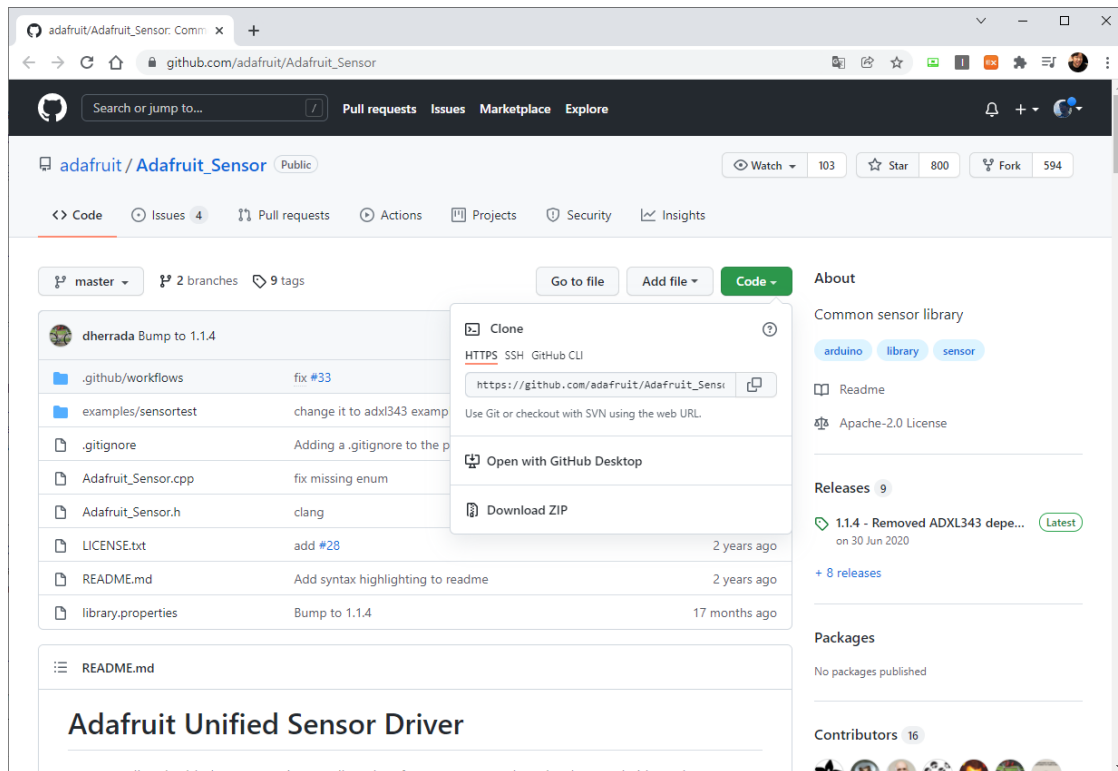 adafruit/Adafruit_Sensor: Comm
github.com/adafruit/Adafruit_Sensor
Search or jump to... /
Pull requests Issues Marketplace Explore
adafruit / Adafruit_Sensor Public
Watch 103 Star 800 Fork 594
Code Issues 4 Pull requests Actions Projects Security Insights
master 2 branches 9 tags Go to file Add file Code
dherrada Bump to 1.1.4
.github/workflows fix #33
examples/sensortest change it to adxl343 examp
.gitignore Adding a .gitignore to the p
Adafruit_Sensor.cpp fix missing enum
Adafruit_Sensor.h clang
LICENSE.txt add #28 2 years ago
README.md Add syntax highlighting to readme 2 years ago
library.properties Bump to 1.1.4 17 months ago
Clone
HTTPS SSH GitHub CLI
https://github.com/adafruit/Adafruit_Senso
Use Git or checkout with SVN using the web URL.
Open with GitHub Desktop
Download ZIP
README.md
Adafruit Unified Sensor Driver
About
Common sensor library
arduino library sensor
Readme
Apache-2.0 License
Releases 9
1.1.4 - Removed ADXL343 depe... Latest
on 30 Jun 2020
+ 8 releases
Packages
No packages published
Contributors 16